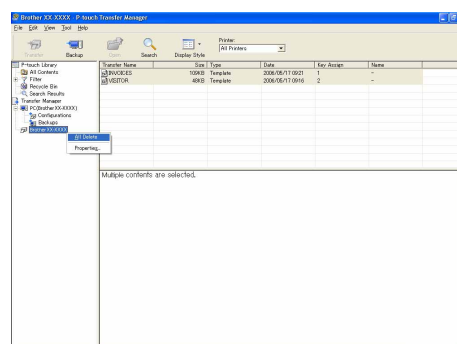 Brother XX-XXXX - P-touch Transfer Manager
File Edit View Tool Help
Transfer Backup Open Search Display Style
Printer:
All Printers
P-touch Library
All Contents
Filter
Recycle Bin
Search Results
Transfer Manager
PC(Brother XX-XXXX)
Configurations
Backups
Brother XX-XXXX
All Delete
Properties...
Transfer Name Size Type Date Key Assign Name
INVOICES 109KB Template 2006/05/17 09:21 1 -
VISITOR 48KB Template 2006/05/17 09:16 2 -
Multiple contents are selected.